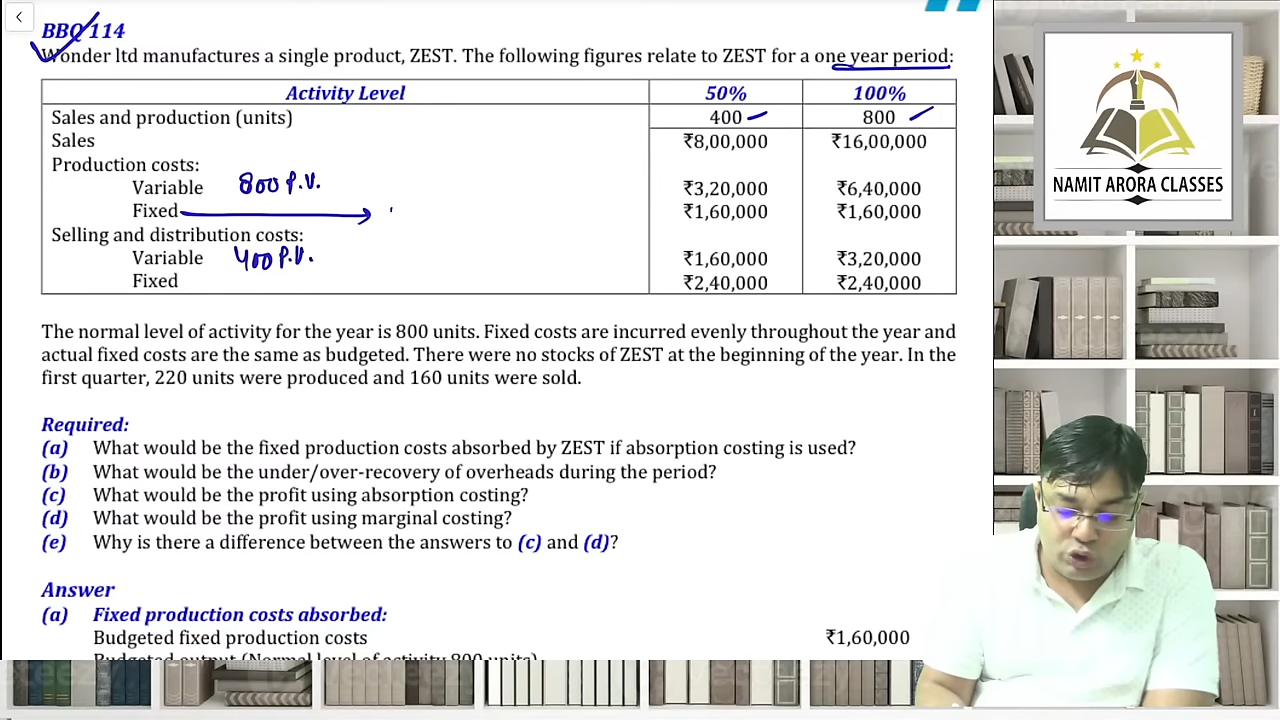 BBQ 114
Wonder ltd manufactures a single product, ZEST. The following figures relate to ZEST for a one year period:
Activity Level 50% 100%
Sales and production (units) 400 800
Sales ₹8,00,000 ₹16,00,000
Production costs:
Variable 800 P.U. ₹3,20,000 ₹6,40,000
Fixed ₹1,60,000 ₹1,60,000
Selling and distribution costs:
Variable 400 P.U. ₹1,60,000 ₹3,20,000
Fixed ₹2,40,000 ₹2,40,000
The normal level of activity for the year is 800 units. Fixed costs are incurred evenly throughout the year and
actual fixed costs are the same as budgeted. There were no stocks of ZEST at the beginning of the year. In the
first quarter, 220 units were produced and 160 units were sold.
Required:
(a) What would be the fixed production costs absorbed by ZEST if absorption costing is used?
(b) What would be the under/over-recovery of overheads during the period?
(c) What would be the profit using absorption costing?
(d) What would be the profit using marginal costing?
(e) Why is there a difference between the answers to (c) and (d)?
Answer
(a) Fixed production costs absorbed:
Budgeted fixed production costs ₹1,60,000
Budgeted output (Normal level of activity 800 units)
NAMIT ARORA CLASSES